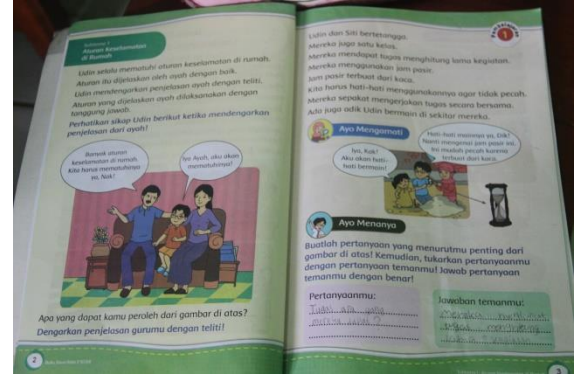 Aturan Keselamatan
di Rumah
Udin selalu mematuhi aturan keselamatan di rumah.
Aturan itu dijelaskan oleh ayah dengan baik.
Udin mendengarkan penjelasan ayah dengan teliti.
Aturan yang dijelaskan ayah dilaksanakan dengan
tanggung jawab.
Perhatikan sikap Udin berikut ketika mendengarkan
penjelasan dari ayah!
Banyak aturan
keselamatan di rumah.
Kita harus mematuhinya
ya, Nak!
Iya Ayah, aku akan
mematuhinya!
Apa yang dapat kamu peroleh dari gambar di atas?
Dengarkan penjelasan gurumu dengan teliti!
2
1
Udin dan Siti bertetangga.
Mereka juga satu kelas.
Mereka mendapat tugas menghitung lama kegiatan.
Mereka menggunakan jam pasir.
Jam pasir terbuat dari kaca.
Kita harus hati-hati menggunakannya agar tidak pecah.
Mereka sepakat mengerjakan tugas secara bersama.
Ada juga adik Udin bermain di sekitar mereka.
Ayo Mengamati
Iya, Kak!
Aku akan hati-
hati bermain!
Hati-hati mainnya ya, Dik!
Nanti mengenai jam pasir ini.
Ini mudah pecah karena
terbuat dari kaca.
Ayo Menanya
Buatlah pertanyaan yang menurutmu penting dari
gambar di atas! Kemudian, tukarkan pertanyaanmu
dengan pertanyaan temanmu! Jawab pertanyaan
temanmu dengan benar!
Pertanyaanmu:
Jawaban temanmu:
3